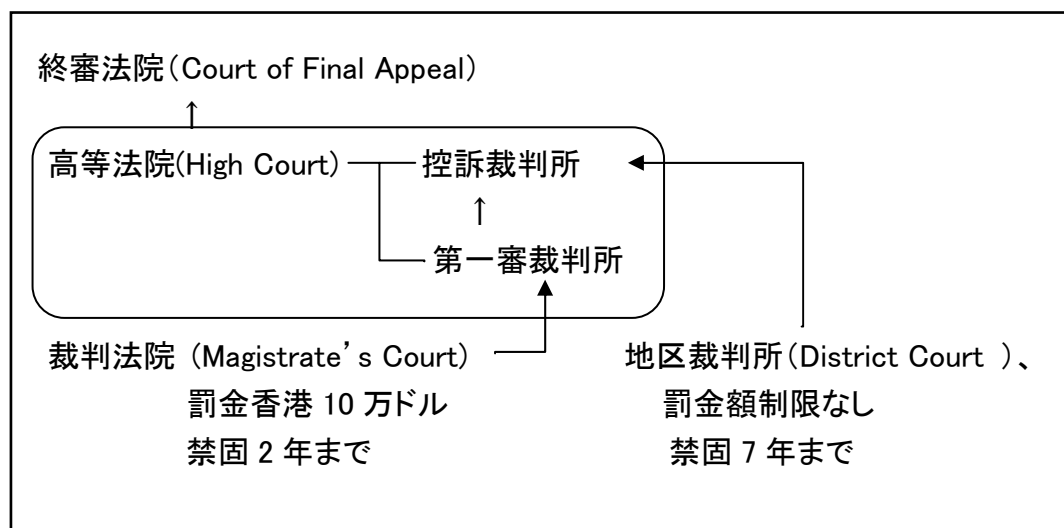 終審法院（Court of Final Appeal）
↑
高等法院(High Court) 控訴裁判所
↑
第一審裁判所
裁判法院 （Magistrate’s Court） 地区裁判所（District Court ）、
罰金香港 10 万ドル 罰金額制限なし
禁固 2 年まで 禁固 7 年まで